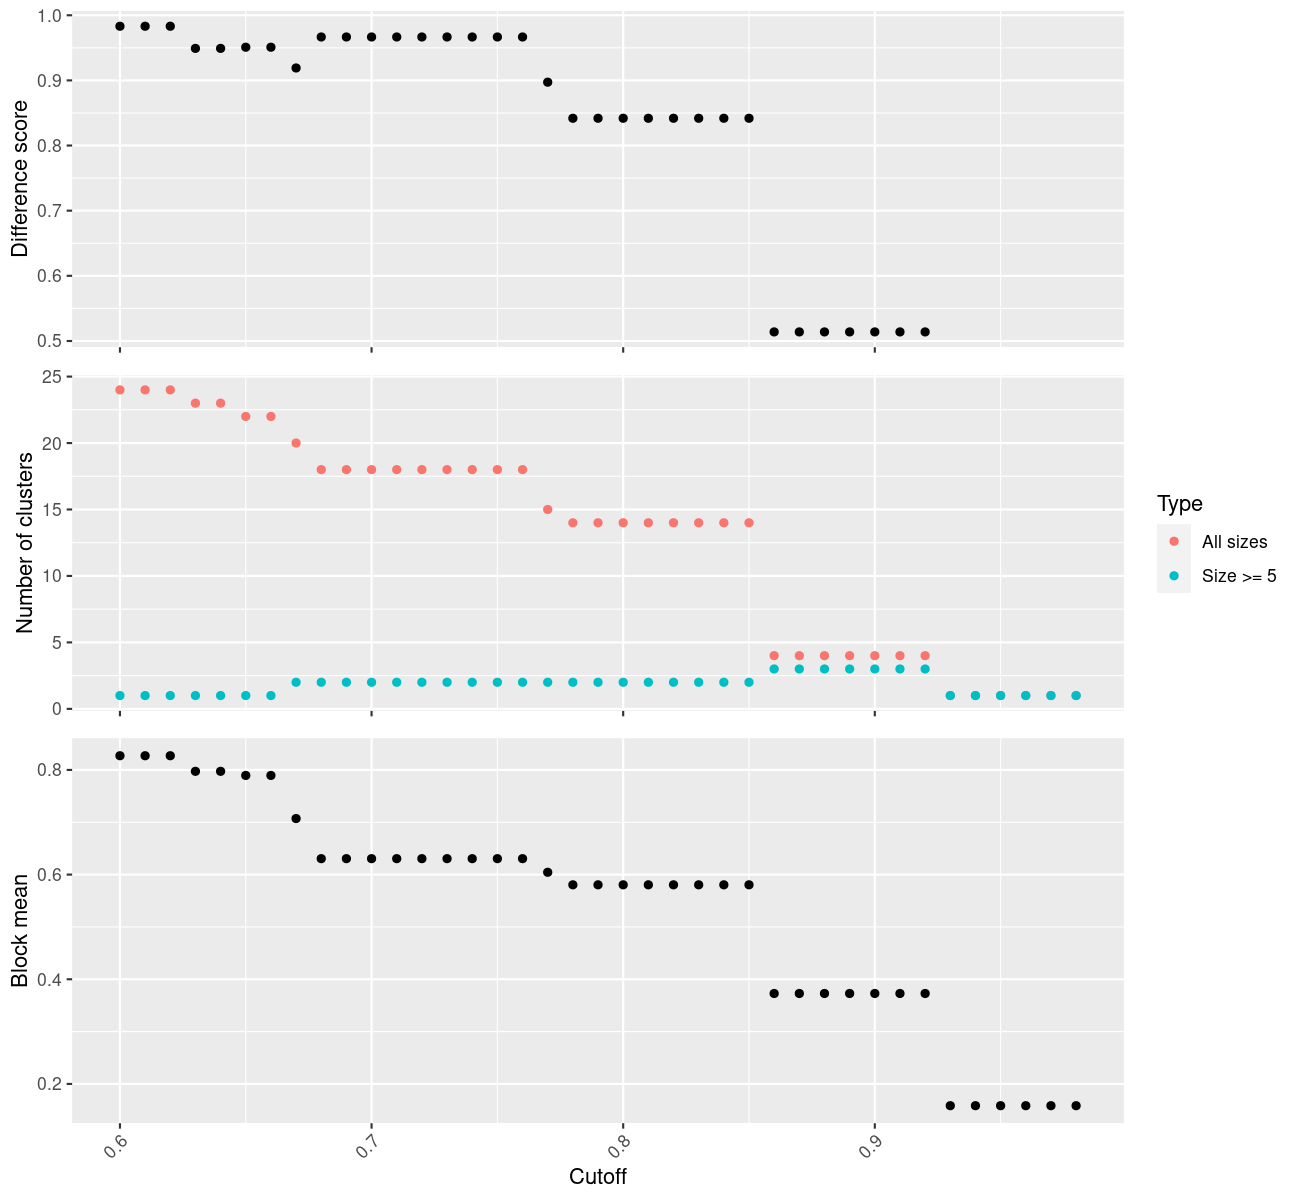 Difference score
1.0
0.9
0.8
0.7
0.6
0.5
Number of clusters
25
20
15
10
5
0
Type
All sizes
Size >= 5
Block mean
0.8
0.6
0.4
0.2
0.6 0.7 0.8 0.9
Cutoff